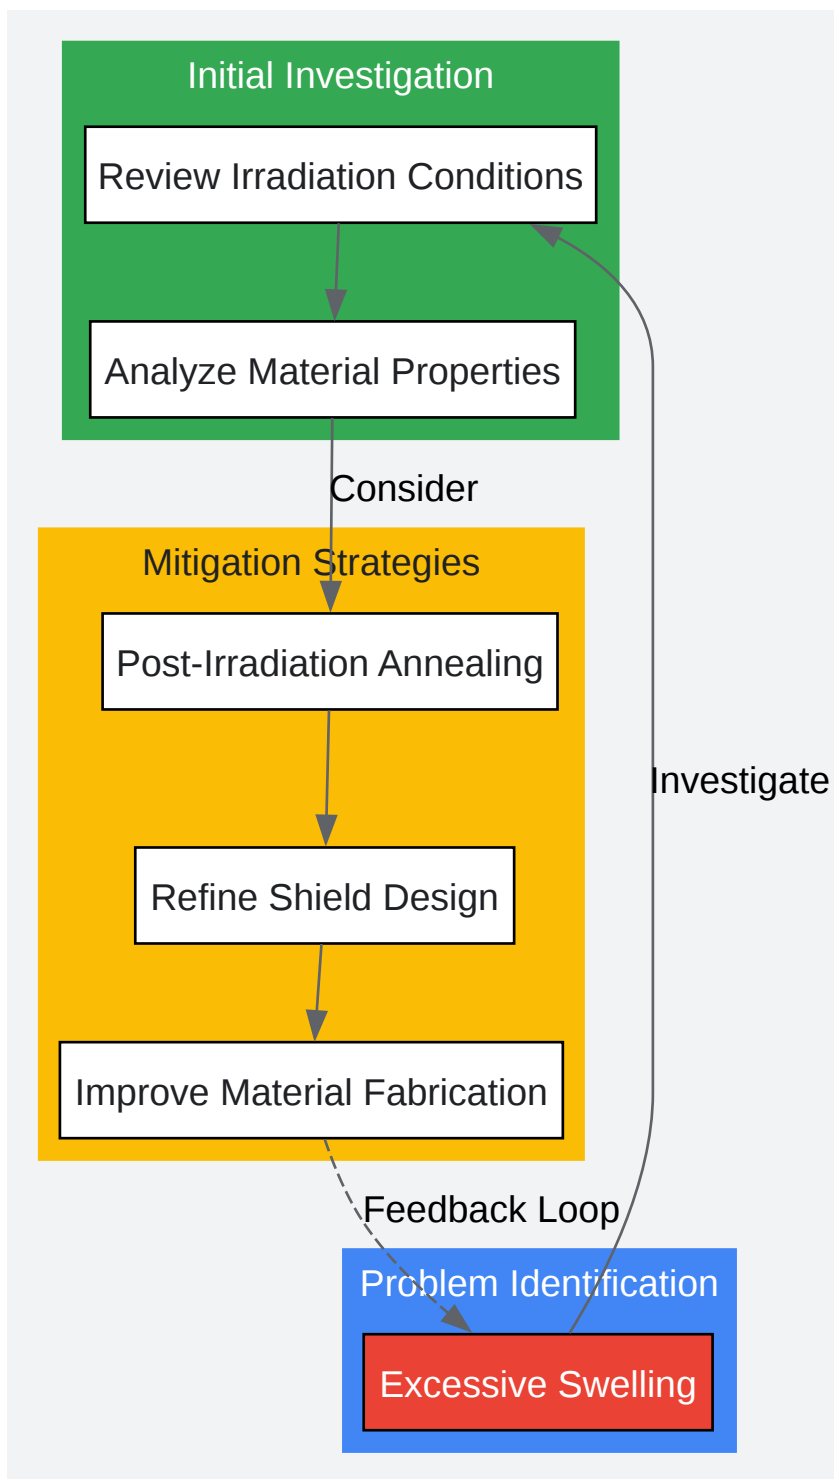 Initial Investigation
Review Irradiation Conditions
Analyze Material Properties
Consider
Mitigation Strategies
Post-Irradiation Annealing
Investigate
Refine Shield Design
Improve Material Fabrication
Feedback Loop
Problem Identification
Excessive Swelling